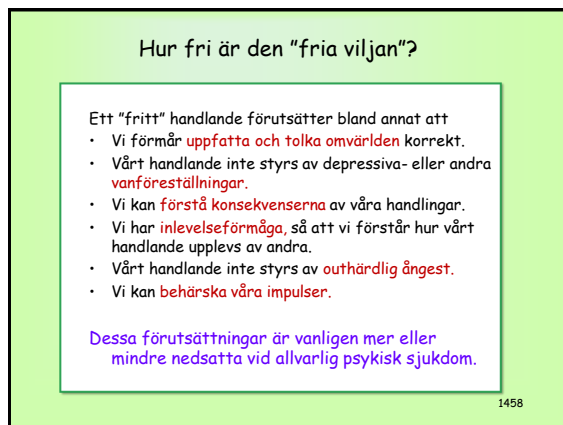 Hur fri är den ”fria viljan”?
Ett ”fritt” handlande förutsätter bland annat att
• Vi förmår uppfatta och tolka omvärlden korrekt.
• Vårt handlande inte styrs av depressiva- eller andra
vanföreställningar.
• Vi kan förstå konsekvenserna av våra handlingar.
• Vi har inlevelseförmåga, så att vi förstår hur vårt
handlande upplevs av andra.
• Vårt handlande inte styrs av outhärdlig ångest.
• Vi kan behärska våra impulser.
Dessa förutsättningar är vanligen mer eller
mindre nedsatta vid allvarlig psykisk sjukdom.
1458